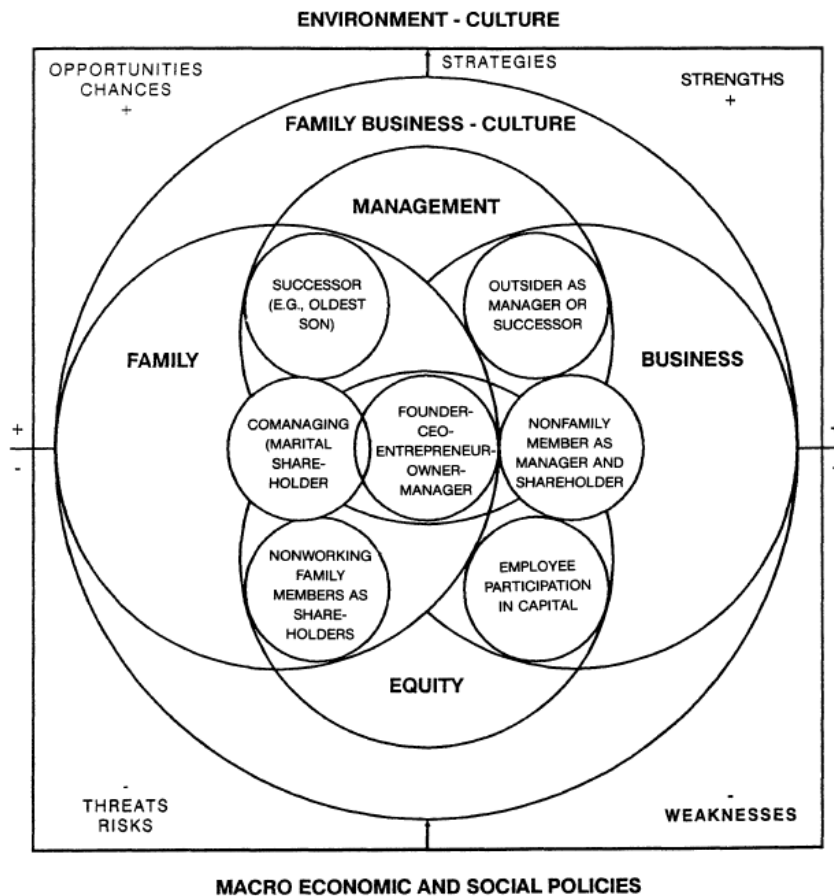 ENVIRONMENT - CULTURE
OPPORTUNITIES
CHANCES
+
STRATEGIES
STRENGTHS
+
FAMILY BUSINESS - CULTURE
MANAGEMENT
SUCCESSOR
(E.G., OLDEST
SON)
OUTSIDER AS
MANAGER OR
SUCCESSOR
FAMILY
BUSINESS
+
-
COMANAGING
(MARITAL
SHARE-
HOLDER
FOUNDER-
CEO-
ENTREPRENEUR-
OWNER-
MANAGER
NONFAMILY
MEMBER AS
MANAGER AND
SHAREHOLDER
NONWORKING
FAMILY
MEMBERS AS
SHARE-
HOLDERS
EMPLOYEE
PARTICIPATION
IN CAPITAL
EQUITY
-
THREATS
RISKS
-
WEAKNESSES
MACRO ECONOMIC AND SOCIAL POLICIES